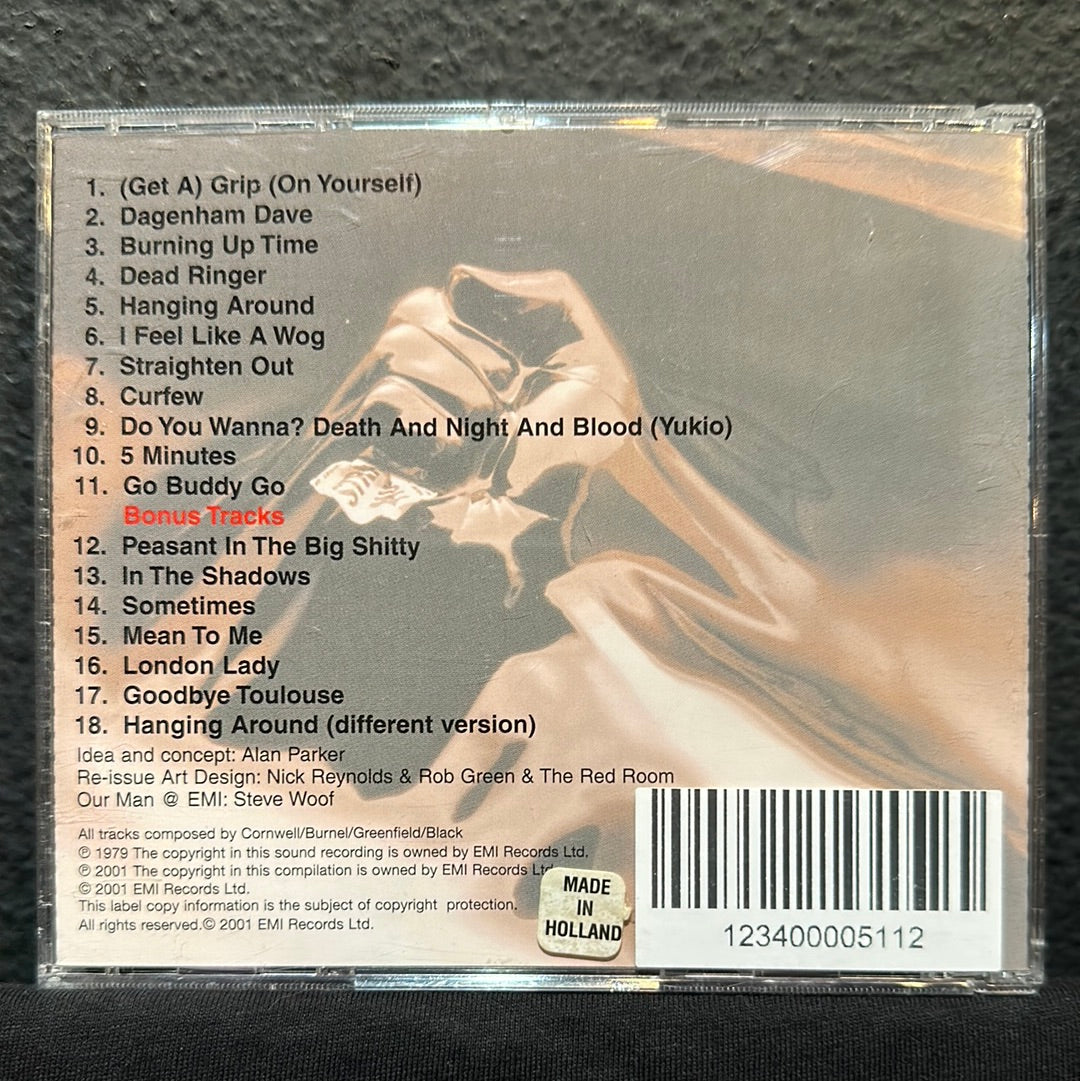 1. (Get A) Grip (On Yourself)
2. Dagenham Dave
3. Burning Up Time
4. Dead Ringer
5. Hanging Around
6. I Feel Like A Wog
7. Straighten Out
8. Curfew
9. Do You Wanna? Death And Night And Blood (Yukio)
10. 5 Minutes
11. Go Buddy Go
Bonus Tracks
12. Peasant In The Big Shitty
13. In The Shadows
14. Sometimes
15. Mean To Me
16. London Lady
17. Goodbye Toulouse
18. Hanging Around (different version)
Idea and concept: Alan Parker
Re-issue Art Design: Nick Reynolds & Rob Green & The Red Room
Our Man @ EMI: Steve Woof
All tracks composed by Cornwell/Burnel/Greenfield/Black
℗ 1979 The copyright in this sound recording is owned by EMI Records Ltd.
℗ 2001 The copyright in this compilation is owned by EMI Records Ltd
© 2001 EMI Records Ltd.
This label copy information is the subject of copyright protection.
All rights reserved.© 2001 EMI Records Ltd.
MADE
IN
HOLLAND
123400005112